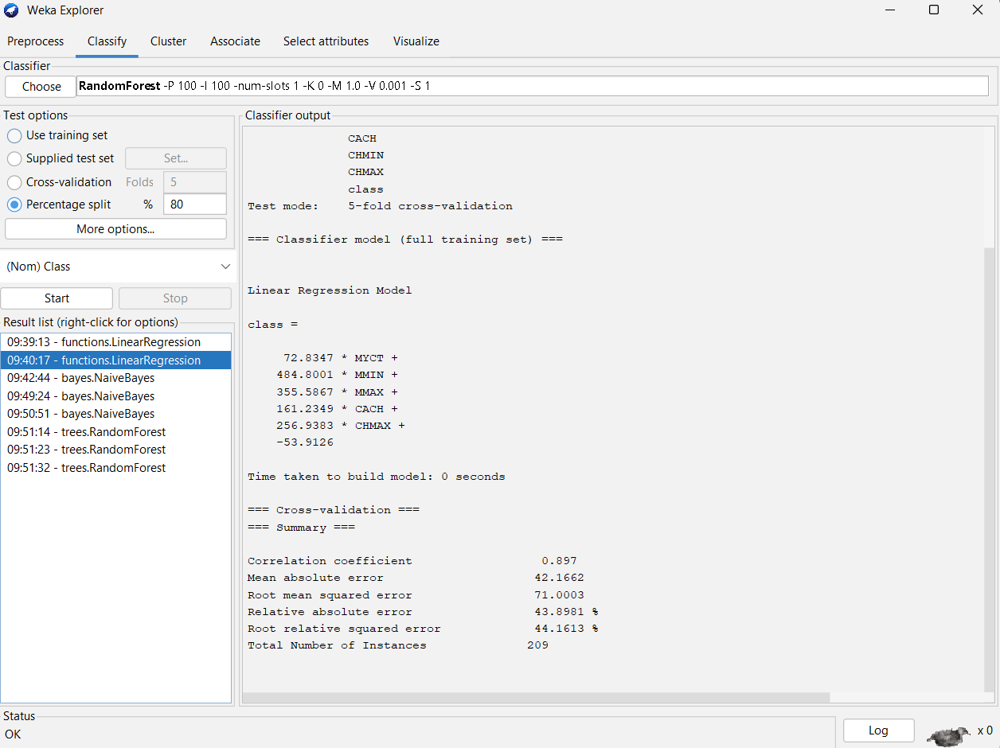 Weka Explorer
Preprocess Classify Cluster Associate Select attributes Visualize
Classifier
Choose RandomForest -P 100 -I 100 -num-slots 1 -K 0 -M 1.0 -V 0.001 -S 1
Test options
Use training set
Supplied test set Set...
Cross-validation Folds 5
Percentage split % 80
More options...
(Nom) Class
Start Stop
Result list (right-click for options)
09:39:13 - functions.LinearRegression
09:40:17 - functions.LinearRegression
09:42:44 - bayes.NaiveBayes
09:49:24 - bayes.NaiveBayes
09:50:51 - bayes.NaiveBayes
09:51:14 - trees.RandomForest
09:51:23 - trees.RandomForest
09:51:32 - trees.RandomForest
Classifier output
CACH
CHMIN
CHMAX
class
Test mode: 5-fold cross-validation
=== Classifier model (full training set) ===
Linear Regression Model
class =
72.8347 * MYCT +
484.8001 * MMIN +
355.5867 * MMAX +
161.2349 * CACH +
256.9383 * CHMAX +
-53.9126
Time taken to build model: 0 seconds
=== Cross-validation ===
=== Summary ===
Correlation coefficient 0.897
Mean absolute error 42.1662
Root mean squared error 71.0003
Relative absolute error 43.8981 %
Root relative squared error 44.1613 %
Total Number of Instances 209
Status
OK
Log x 0